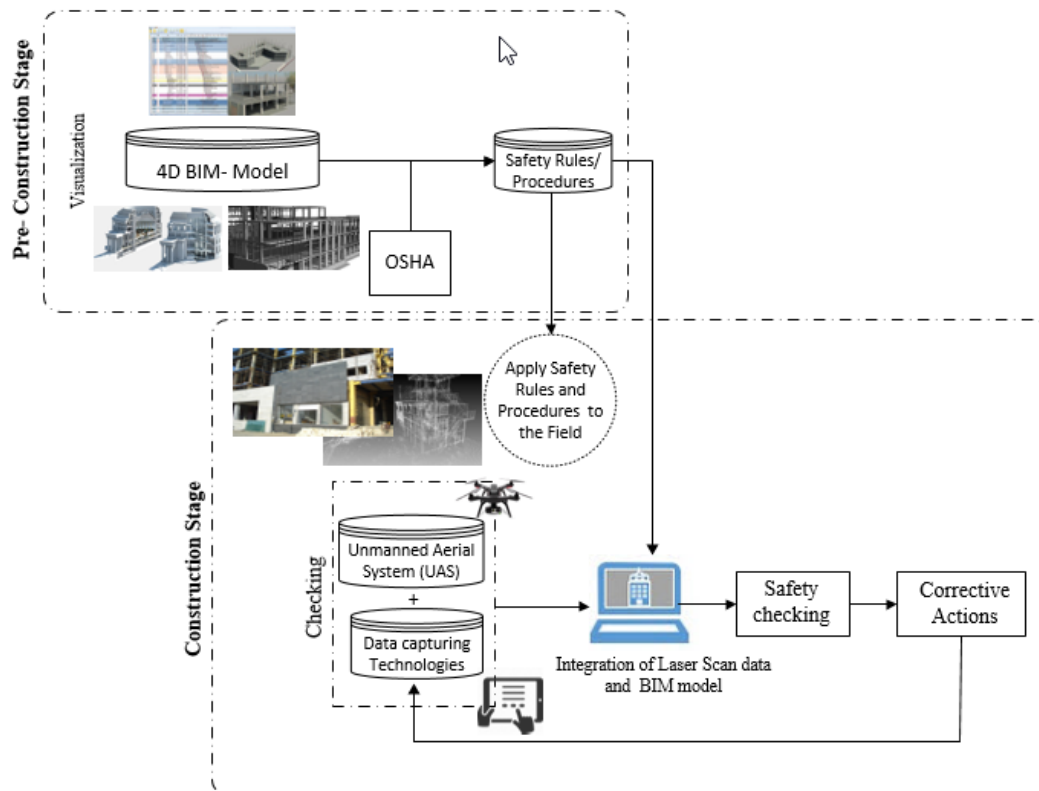 Pre- Construction Stage
Visualization
4D BIM- Model
Safety Rules/
Procedures
OSHA
Construction Stage
Apply Safety
Rules and
Procedures to
the Field
Checking
Unmanned Aerial
System (UAS)
+
Data capturing
Technologies
Integration of Laser Scan data
and BIM model
Safety
checking
Corrective
Actions